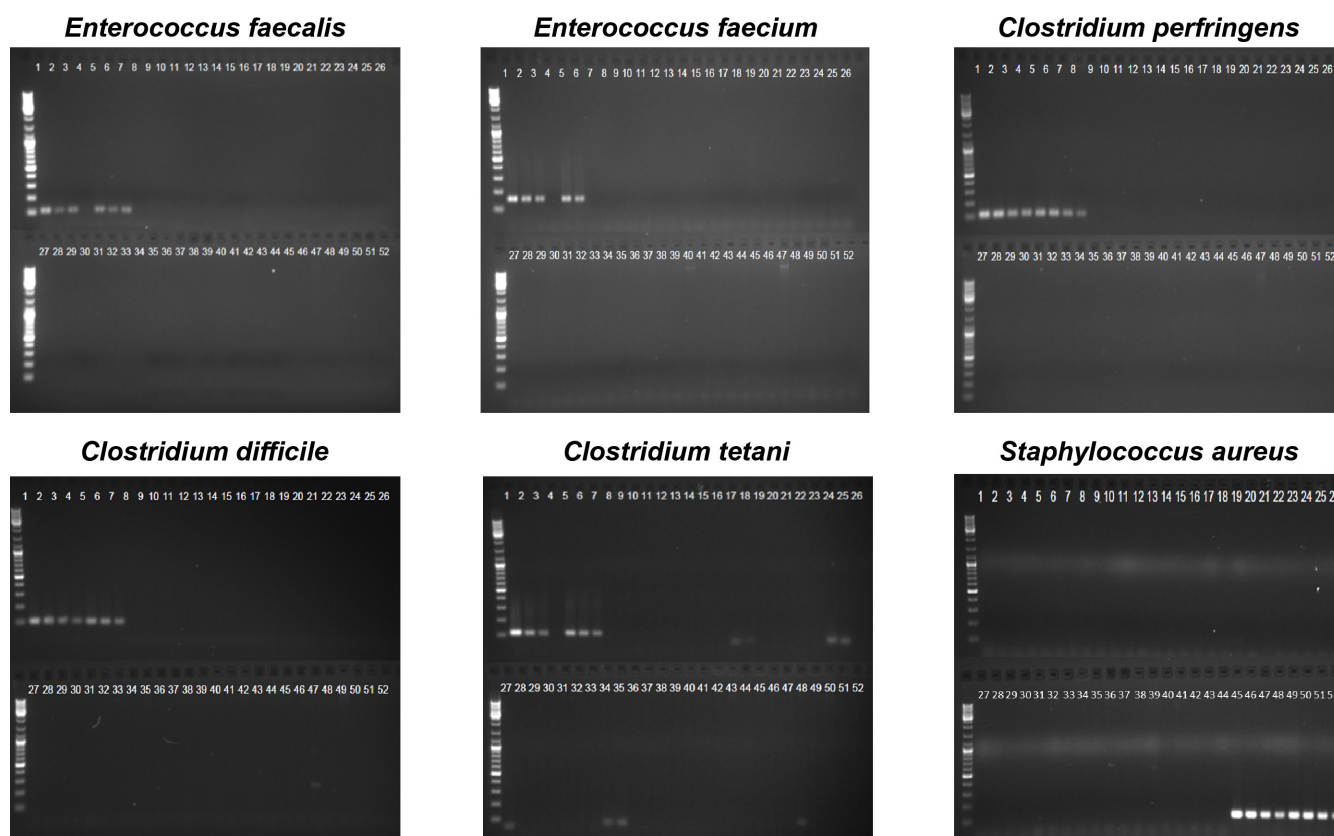 Enterococcus faecalis
1 2 3 4 5 6 7 8 9 10 11 12 13 14 15 16 17 18 19 20 21 22 23 24 25 26
27 28 29 30 31 32 33 34 35 36 37 38 39 40 41 42 43 44 45 46 47 48 49 50 51 52
Enterococcus faecium
1 2 3 4 5 6 7 8 9 10 11 12 13 14 15 16 17 18 19 20 21 22 23 24 25 26
27 28 29 30 31 32 33 34 35 36 37 38 39 40 41 42 43 44 45 46 47 48 49 50 51 52
Clostridium perfringens
1 2 3 4 5 6 7 8 9 10 11 12 13 14 15 16 17 18 19 20 21 22 23 24 25 26
27 28 29 30 31 32 33 34 35 36 37 38 39 40 41 42 43 44 45 46 47 48 49 50 51 52
Clostridium difficile
1 2 3 4 5 6 7 8 9 10 11 12 13 14 15 16 17 18 19 20 21 22 23 24 25 26
27 28 29 30 31 32 33 34 35 36 37 38 39 40 41 42 43 44 45 46 47 48 49 50 51 52
Clostridium tetani
1 2 3 4 5 6 7 8 9 10 11 12 13 14 15 16 17 18 19 20 21 22 23 24 25 26
27 28 29 30 31 32 33 34 35 36 37 38 39 40 41 42 43 44 45 46 47 48 49 50 51 52
Staphylococcus aureus
1 2 3 4 5 6 7 8 9 10 11 12 13 14 15 16 17 18 19 20 21 22 23 24 25
27 28 29 30 31 32 33 34 35 36 37 38 39 40 41 42 43 44 45 46 47 48 49 50 51